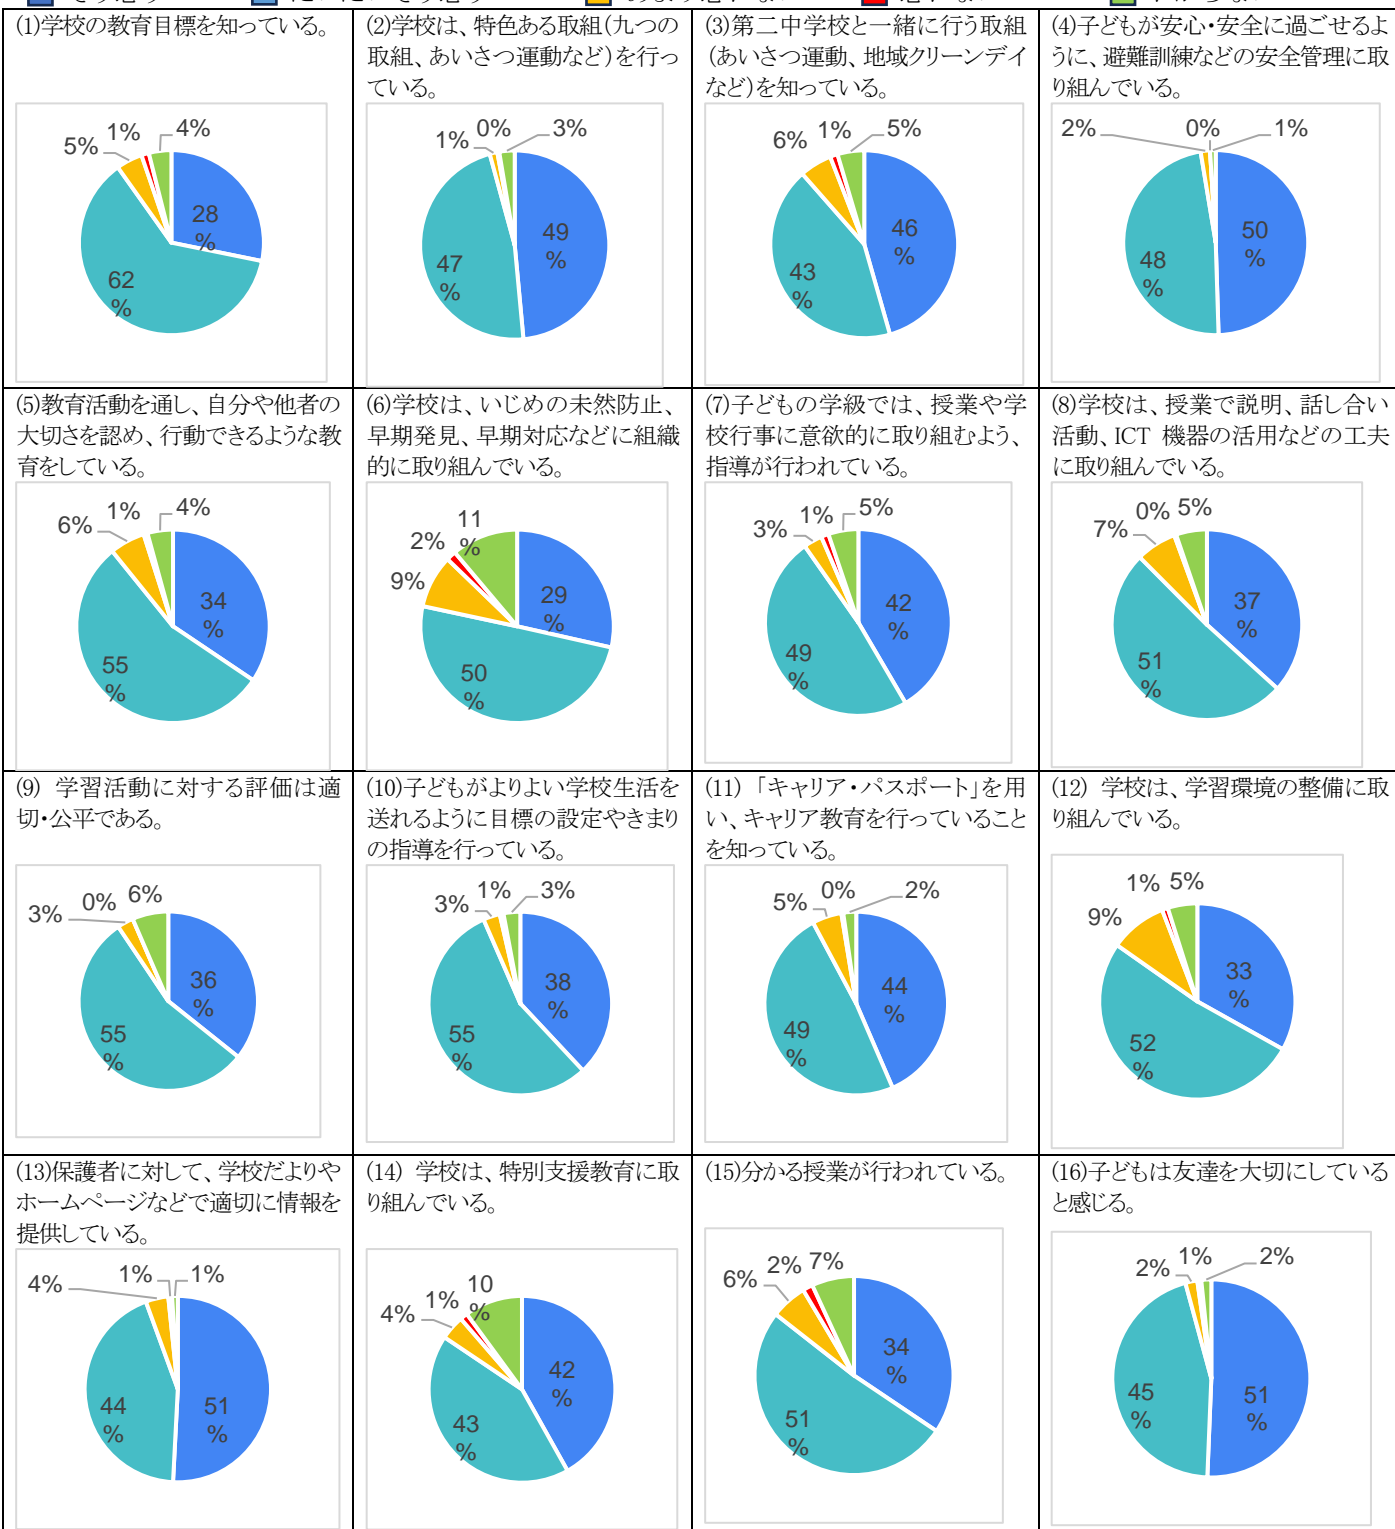 (1)学校の教育目標を知っている。
5%
1%
4%
28
%
62
%
(2)学校は、特色ある取組(九つの
取組、あいさつ運動など)を行っ
ている。
1%
0%
3%
49
%
47
%
(3)第二中学校と一緒に行う取組
(あいさつ運動、地域クリーンデイ
など)を知っている。
6%
1%
5%
46
%
43
%
(4)子どもが安心・安全に過ごせるよ
うに、避難訓練などの安全管理に取
り組んでいる。
2%
0%
1%
50
%
48
%
(5)教育活動を通し、自分や他者の
大切さを認め、行動できるような教
育をしている。
6%
1%
4%
34
%
55
%
(6)学校は、いじめの未然防止、
早期発見、早期対応などに組織
的に取り組んでいる。
9%
2%
11
%
29
%
50
%
(7)子どもの学級では、授業や学
校行事に意欲的に取り組むよう、
指導が行われている。
3%
1%
5%
42
%
49
%
(8)学校は、授業で説明、話し合い
活動、ICT 機器の活用などの工夫
に取り組んでいる。
7%
0%
5%
37
%
51
%
(9) 学習活動に対する評価は適
切・公平である。
3%
0%
6%
36
%
55
%
(10)子どもがよりよい学校生活を
送れるように目標の設定やきまり
の指導を行っている。
3%
1%
3%
38
%
55
%
(11) 「キャリア・パスポート」を用
い、キャリア教育を行っていること
を知っている。
5%
0%
2%
44
%
49
%
(12) 学校は、学習環境の整備に取
り組んでいる。
9%
1%
5%
33
%
52
%
(13)保護者に対して、学校だよりや
ホームページなどで適切に情報を
提供している。
4%
1%
1%
51
%
44
%
(14) 学校は、特別支援教育に取
り組んでいる。
4%
1%
10
%
42
%
43
%
(15)分かる授業が行われている。
6%
2%
7%
34
%
51
%
(16)子どもは友達を大切にしている
と感じる。
2%
1%
2%
51
%
45
%